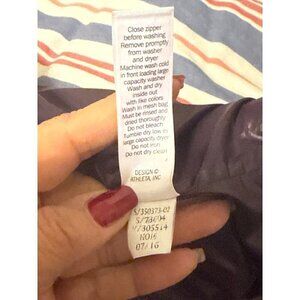 Close zipper
before washing
Remove promptly
from washer
and dryer
Machine wash cold
in front loading large
capacity washer
Wash and dry
inside out
with like colors
Wash in mesh bag
Must be rinsed and
dried thoroughly
Do not bleach
Tumble dry low in
large capacity dryer
Do not iron
Do not dry clean
DESIGN ©
ATHLETA, INC
S/350373-02
S/73604
V/305514
HO16
07/16